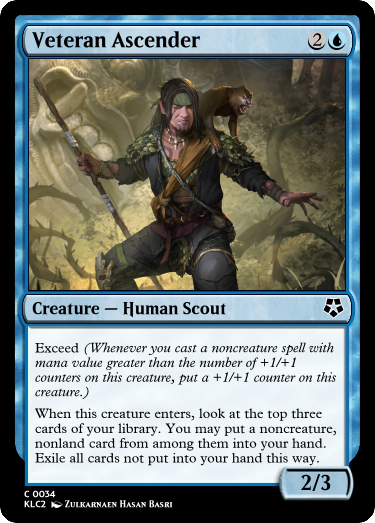 Veteran Ascender 2
Creature — Human Scout
Exceed (Whenever you cast a noncreature spell with
mana value greater than the number of +1/+1
counters on this creature, put a +1/+1 counter on this
creature.)
When this creature enters, look at the top three
cards of your library. You may put a noncreature,
nonland card from among them into your hand.
Exile all cards not put into your hand this way.
2/3
C 0034
KLC2 Zulkarnaen Hasan Basri